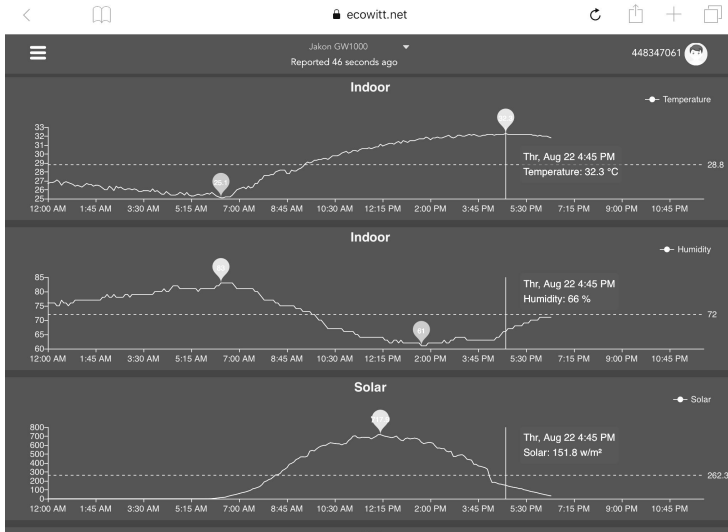 ecowitt.net
Jakon GW1000
Reported 46 seconds ago
448347061
Indoor
Temperature
33
32
31
30
29
28
27
26
25
25.1
Thr, Aug 22 4:45 PM
Temperature: 32.3 °C
28.8
12:00 AM 1:45 AM 3:30 AM 5:15 AM 7:00 AM 8:45 AM 10:30 AM 12:15 PM 2:00 PM 3:45 PM 5:30 PM 7:15 PM 9:00 PM 10:45 PM
Indoor
Humidity
85
80
75
70
65
60
83
61
Thr, Aug 22 4:45 PM
Humidity: 66 %
72
12:00 AM 1:45 AM 3:30 AM 5:15 AM 7:00 AM 8:45 AM 10:30 AM 12:15 PM 2:00 PM 3:45 PM 5:30 PM 7:15 PM 9:00 PM 10:45 PM
Solar
Solar
800
700
600
500
400
300
200
100
0
Thr, Aug 22 4:45 PM
Solar: 151.8 w/m²
262.3
12:00 AM 1:45 AM 3:30 AM 5:15 AM 7:00 AM 8:45 AM 10:30 AM 12:15 PM 2:00 PM 3:45 PM 5:30 PM 7:15 PM 9:00 PM 10:45 PM